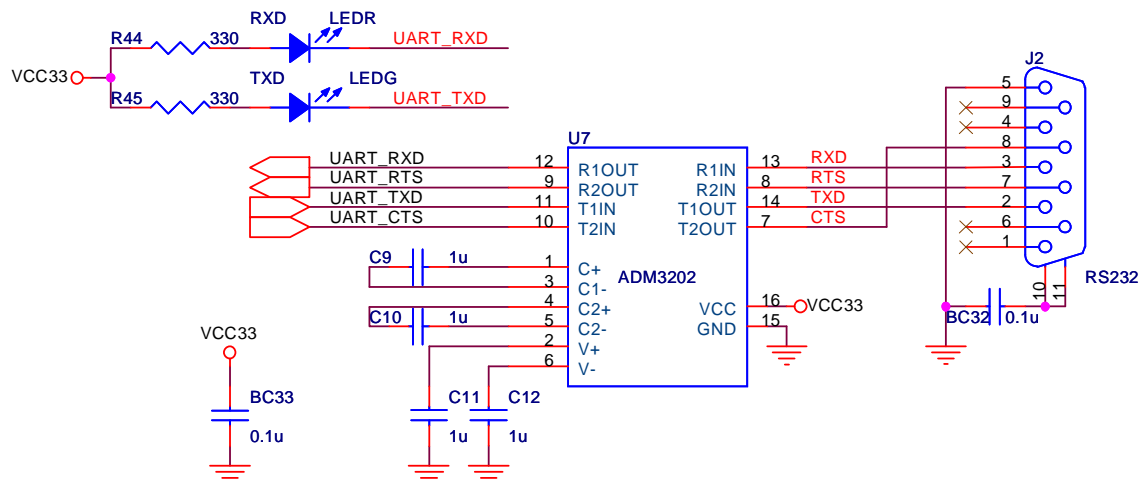 RXD LEDR
R44 330 UART_RXD
VCC33
TXD LEDG
R45 330 UART_TXD
U7
UART_RXD 12 R1OUT R1IN 13 RXD
UART_RTS 9 R2OUT R2IN 8 RTS
UART_TXD 11 T1IN T1OUT 14 TXD
UART_CTS 10 T2IN T2OUT 7 CTS
C9 1u 1 C+
3 C1-
4 C2+
C10 1u 5 C2-
2 V+
6 V-
ADM3202
VCC 16 VCC33
GND 15
J2
5
9
4
8
3
7
2
6
1
10
11
RS232
BC32 0.1u
VCC33
BC33
0.1u
C11
1u
C12
1u